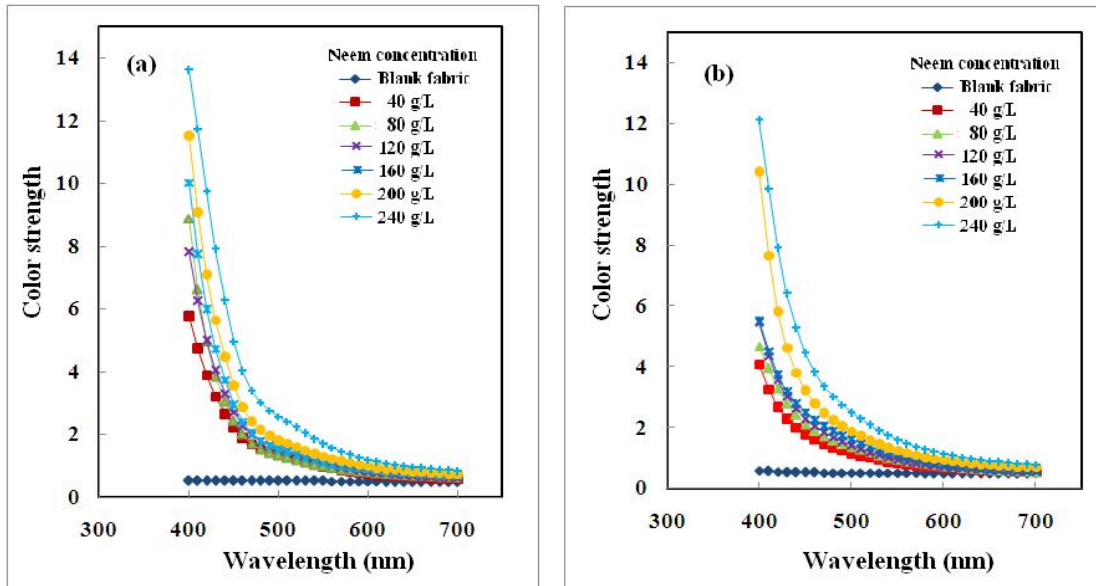 (a)
Neem concentration
Blank fabric
40 g/L
80 g/L
120 g/L
160 g/L
200 g/L
240 g/L
Color strength
14
12
10
8
6
4
2
0
300 400 500 600 700
Wavelength (nm)
(b)
Neem concentration
Blank fabric
40 g/L
80 g/L
120 g/L
160 g/L
200 g/L
240 g/L
Color strength
14
12
10
8
6
4
2
0
300 400 500 600 700
Wavelength (nm)